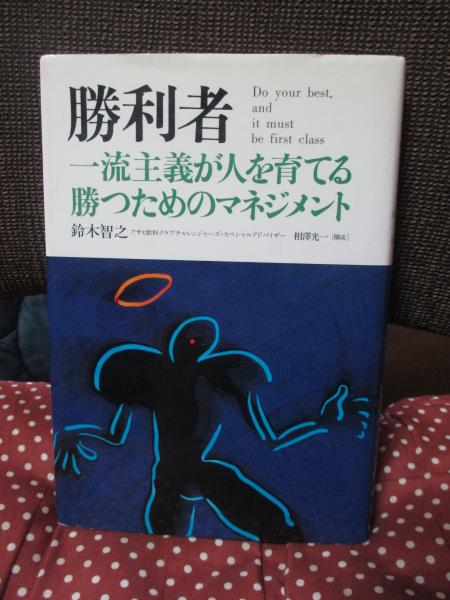 勝利者
Do your best,
and
it must
be first class
一流主義が人を育てる
勝つためのマネジメント
鈴木智之 アサヒ飲料クラブチャレンジャーズ・スペシャルアドバイザー 相澤光一［構成］